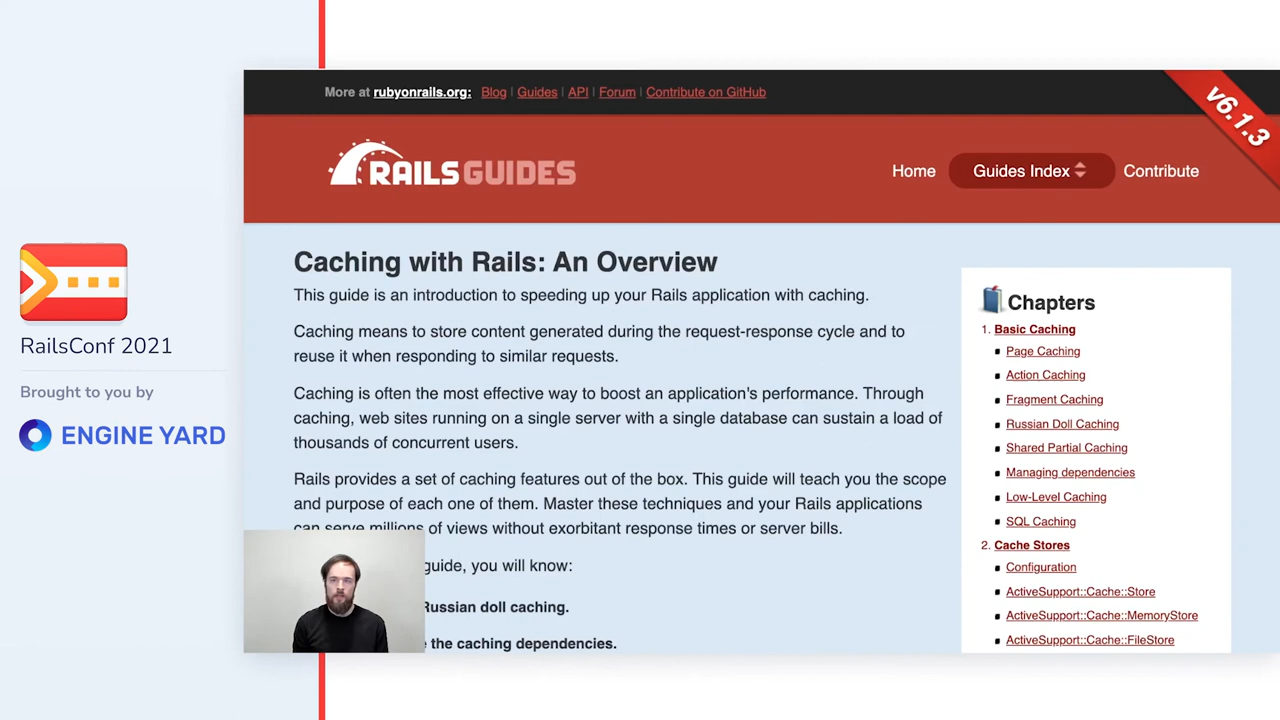 More at rubyonrails.org: Blog | Guides | API | Forum | Contribute on GitHub
v6.1.3
RAILS GUIDES
Home
Guides Index
Contribute
Caching with Rails: An Overview
This guide is an introduction to speeding up your Rails application with caching.
Caching means to store content generated during the request-response cycle and to
reuse it when responding to similar requests.
Caching is often the most effective way to boost an application's performance. Through
caching, web sites running on a single server with a single database can sustain a load of
thousands of concurrent users.
Rails provides a set of caching features out of the box. This guide will teach you the scope
and purpose of each one of them. Master these techniques and your Rails applications
can serve millions of views without exorbitant response times or server bills.
guide, you will know:
Russian doll caching.
the caching dependencies.
Chapters
1. Basic Caching
Page Caching
Action Caching
Fragment Caching
Russian Doll Caching
Shared Partial Caching
Managing dependencies
Low-Level Caching
SQL Caching
2. Cache Stores
Configuration
ActiveSupport::Cache::Store
ActiveSupport::Cache::MemoryStore
ActiveSupport::Cache::FileStore
RailsConf 2021
Brought to you by
ENGINE YARD